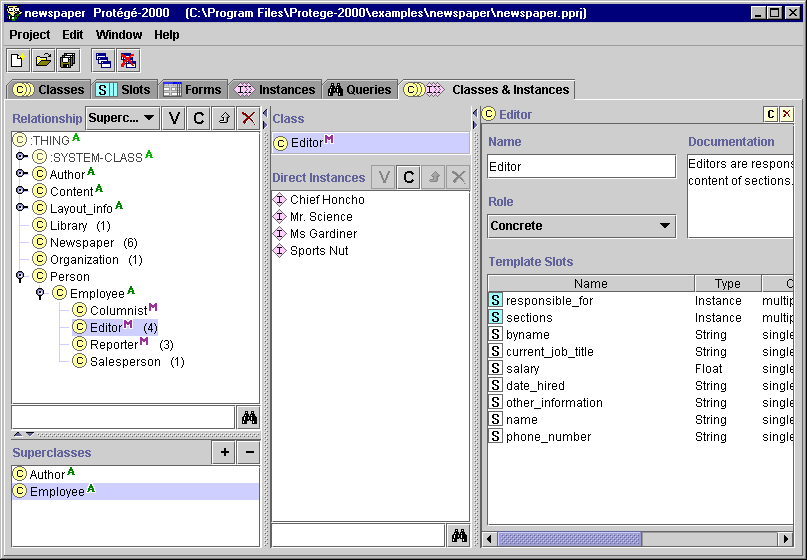 newspaper Protégé-2000 (C:\Program Files\Protege-2000\examples\newspaper\newspaper.pprj)
Project Edit Window Help
Classes Slots Forms Instances Queries Classes & Instances
Relationship Superc... V C
:THING A
:SYSTEM-CLASS A
Author A
Content A
Layout_info A
Library (1)
Newspaper (6)
Organization (1)
Person
Employee A
Columnist M
Editor M (4)
Reporter M (3)
Salesperson (1)
Superclasses + −
Author A
Employee A
Class
Editor M
Direct Instances V C
Chief Honcho
Mr. Science
Ms Gardiner
Sports Nut
Editor C
Name
Editor
Documentation
Editors are respons
content of sections.
Role
Concrete
Template Slots
Name Type C
S responsible_for Instance multip
S sections Instance multip
S byname String single
S current_job_title String single
S salary Float single
S date_hired String single
S other_information String single
S name String single
S phone_number String single